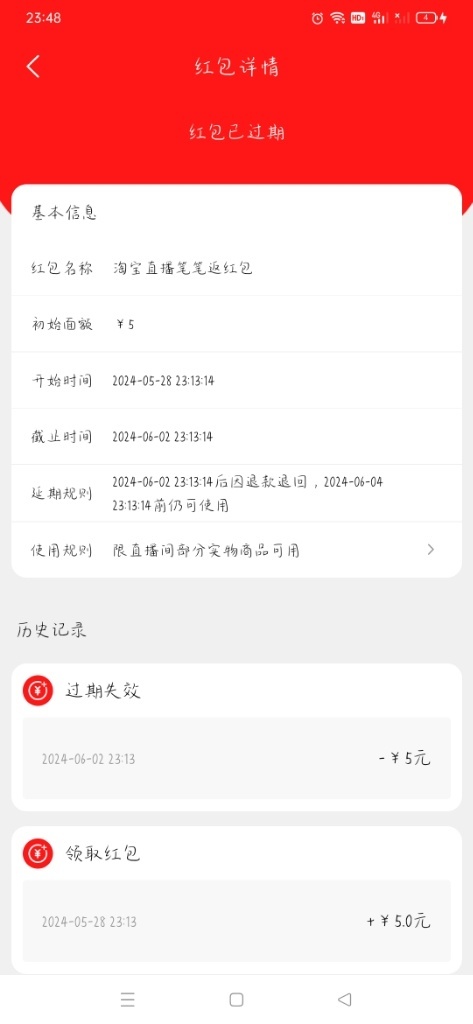 23:48
HD 4G 4
红包详情
红包已过期
基本信息
红包名称 淘宝直播笔笔返红包
初始面额 ￥5
开始时间 2024-05-28 23:13:14
截止时间 2024-06-02 23:13:14
延期规则 2024-06-02 23:13:14后因退款退回，2024-06-04
23:13:14前仍可使用
使用规则 限直播间部分实物商品可用
历史记录
过期失效
2024-06-02 23:13 -￥5元
领取红包
2024-05-28 23:13 +￥5.0元